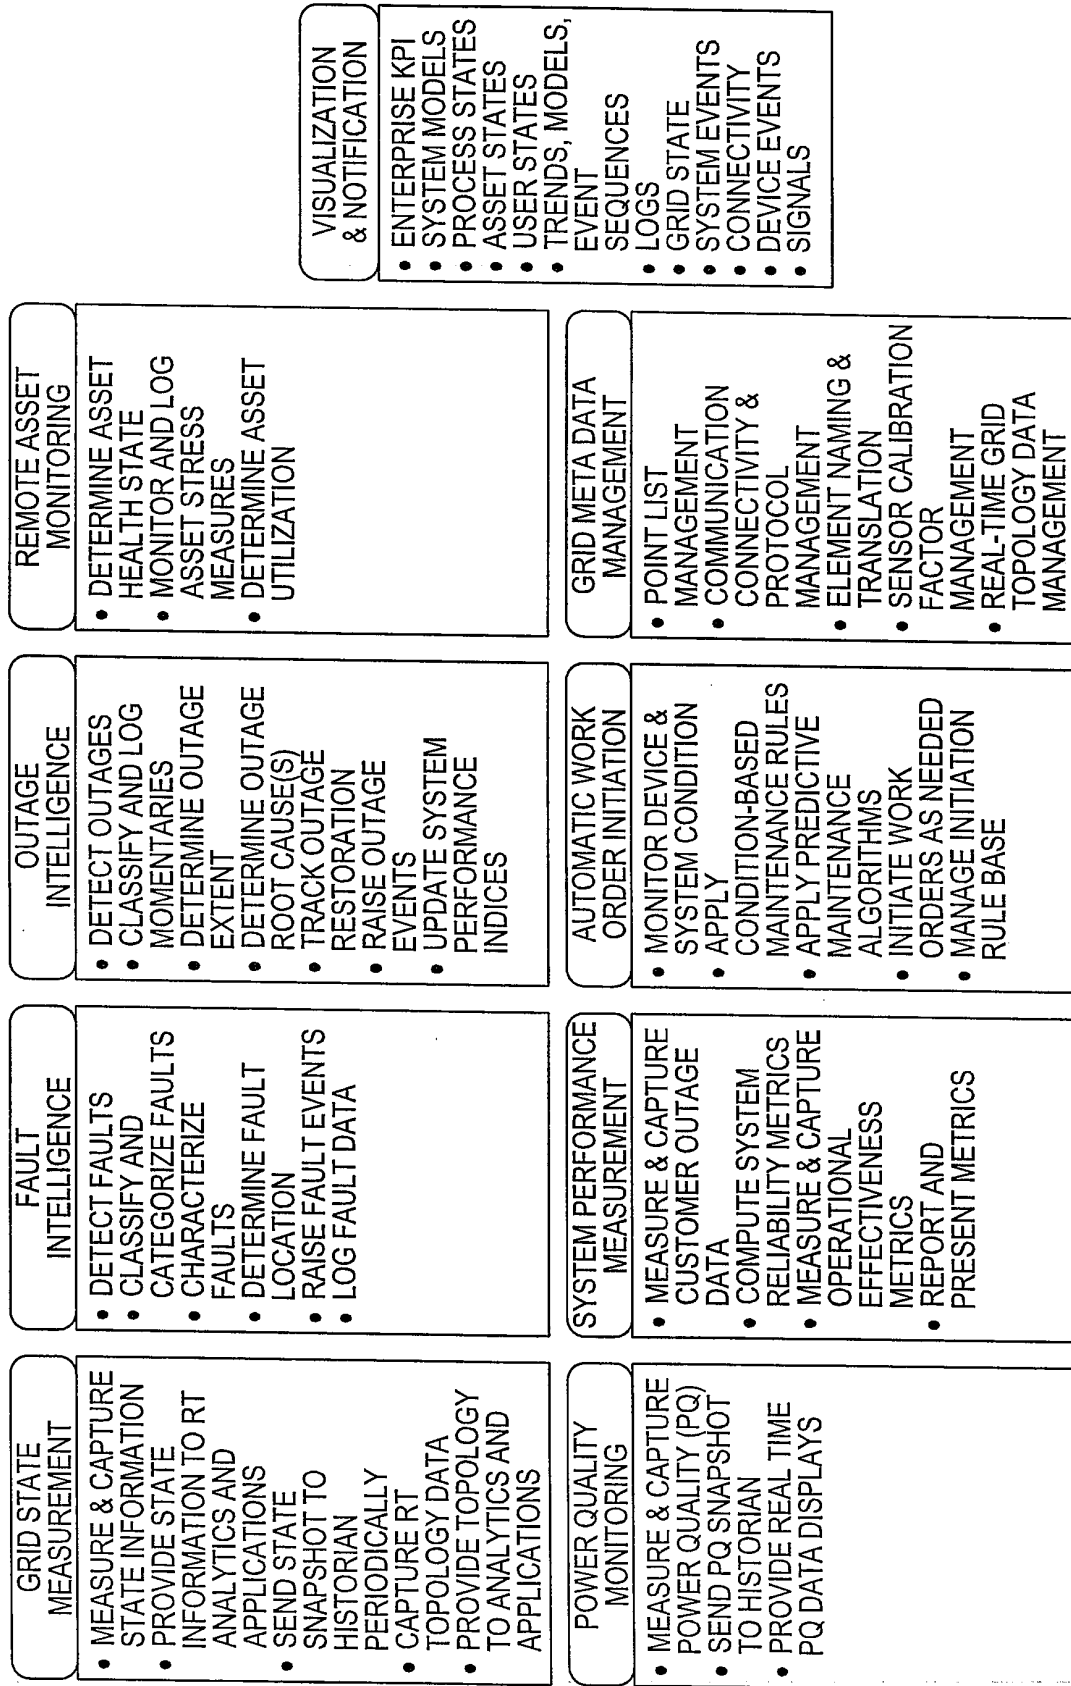 GRID STATE
MEASUREMENT
• MEASURE & CAPTURE
STATE INFORMATION
• PROVIDE STATE
INFORMATION TO RT
ANALYTICS AND
APPLICATIONS
• SEND STATE
SNAPSHOT TO
HISTORIAN
PERIODICALLY
• CAPTURE RT
TOPOLOGY DATA
• PROVIDE TOPOLOGY
TO ANALYTICS AND
APPLICATIONS
FAULT
INTELLIGENCE
• DETECT FAULTS
• CLASSIFY AND
CATEGORIZE FAULTS
• CHARACTERIZE
FAULTS
• DETERMINE FAULT
LOCATION
• RAISE FAULT EVENTS
• LOG FAULT DATA
OUTAGE
INTELLIGENCE
• DETECT OUTAGES
• CLASSIFY AND LOG
MOMENTARIES
• DETERMINE OUTAGE
EXTENT
• DETERMINE OUTAGE
ROOT CAUSE(S)
• TRACK OUTAGE
RESTORATION
• RAISE OUTAGE
EVENTS
• UPDATE SYSTEM
PERFORMANCE
INDICES
REMOTE ASSET
MONITORING
• DETERMINE ASSET
HEALTH STATE
• MONITOR AND LOG
ASSET STRESS
MEASURES
• DETERMINE ASSET
UTILIZATION
POWER QUALITY
MONITORING
• MEASURE & CAPTURE
POWER QUALITY (PQ)
• SEND PQ SNAPSHOT
TO HISTORIAN
• PROVIDE REAL TIME
PQ DATA DISPLAYS
SYSTEM PERFORMANCE
MEASUREMENT
• MEASURE & CAPTURE
CUSTOMER OUTAGE
DATA
• COMPUTE SYSTEM
RELIABILITY METRICS
• MEASURE & CAPTURE
OPERATIONAL
EFFECTIVENESS
METRICS
• REPORT AND
PRESENT METRICS
AUTOMATIC WORK
ORDER INITIATION
• MONITOR DEVICE &
SYSTEM CONDITION
• APPLY
CONDITION-BASED
MAINTENANCE RULES
• APPLY PREDICTIVE
MAINTENANCE
ALGORITHMS
• INITIATE WORK
ORDERS AS NEEDED
• MANAGE INITIATION
RULE BASE
GRID META DATA
MANAGEMENT
• POINT LIST
MANAGEMENT
• COMMUNICATION
CONNECTIVITY &
PROTOCOL
MANAGEMENT
• ELEMENT NAMING &
TRANSLATION
• SENSOR CALIBRATION
FACTOR
MANAGEMENT
• REAL-TIME GRID
TOPOLOGY DATA
MANAGEMENT
VISUALIZATION
& NOTIFICATION
• ENTERPRISE KPI
• SYSTEM MODELS
• PROCESS STATES
• ASSET STATES
• USER STATES
• TRENDS, MODELS,
EVENT
SEQUENCES
• LOGS
• GRID STATE
• SYSTEM EVENTS
• CONNECTIVITY
• DEVICE EVENTS
• SIGNALS